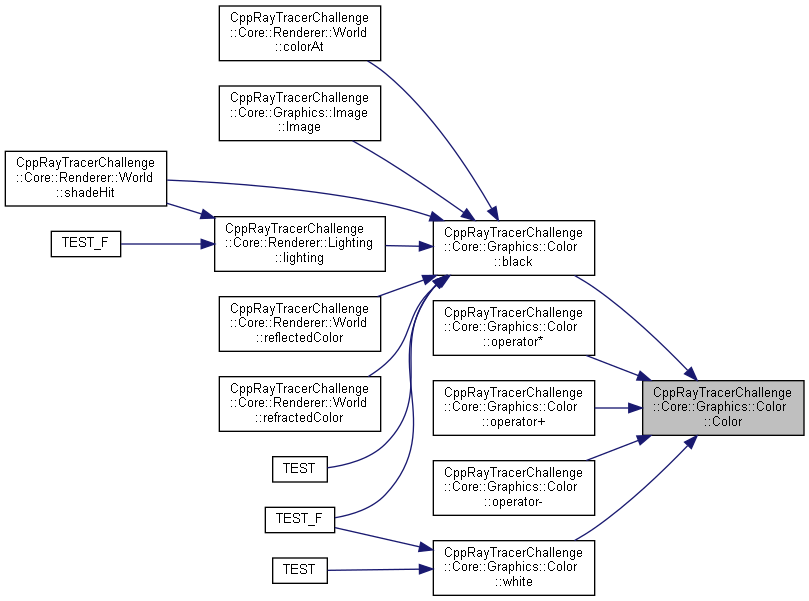 CppRayTracerChallenge
::Core::Renderer::World
::colorAt
CppRayTracerChallenge
::Core::Graphics::Image
::Image
CppRayTracerChallenge
::Core::Renderer::World
::shadeHit
CppRayTracerChallenge
::Core::Renderer::Lighting
::lighting
TEST_F
CppRayTracerChallenge
::Core::Graphics::Color
::black
CppRayTracerChallenge
::Core::Renderer::World
::reflectedColor
CppRayTracerChallenge
::Core::Graphics::Color
::operator*
CppRayTracerChallenge
::Core::Renderer::World
::refractedColor
CppRayTracerChallenge
::Core::Graphics::Color
::operator+
CppRayTracerChallenge
::Core::Graphics::Color
::Color
TEST
CppRayTracerChallenge
::Core::Graphics::Color
::operator-
TEST_F
TEST
CppRayTracerChallenge
::Core::Graphics::Color
::white